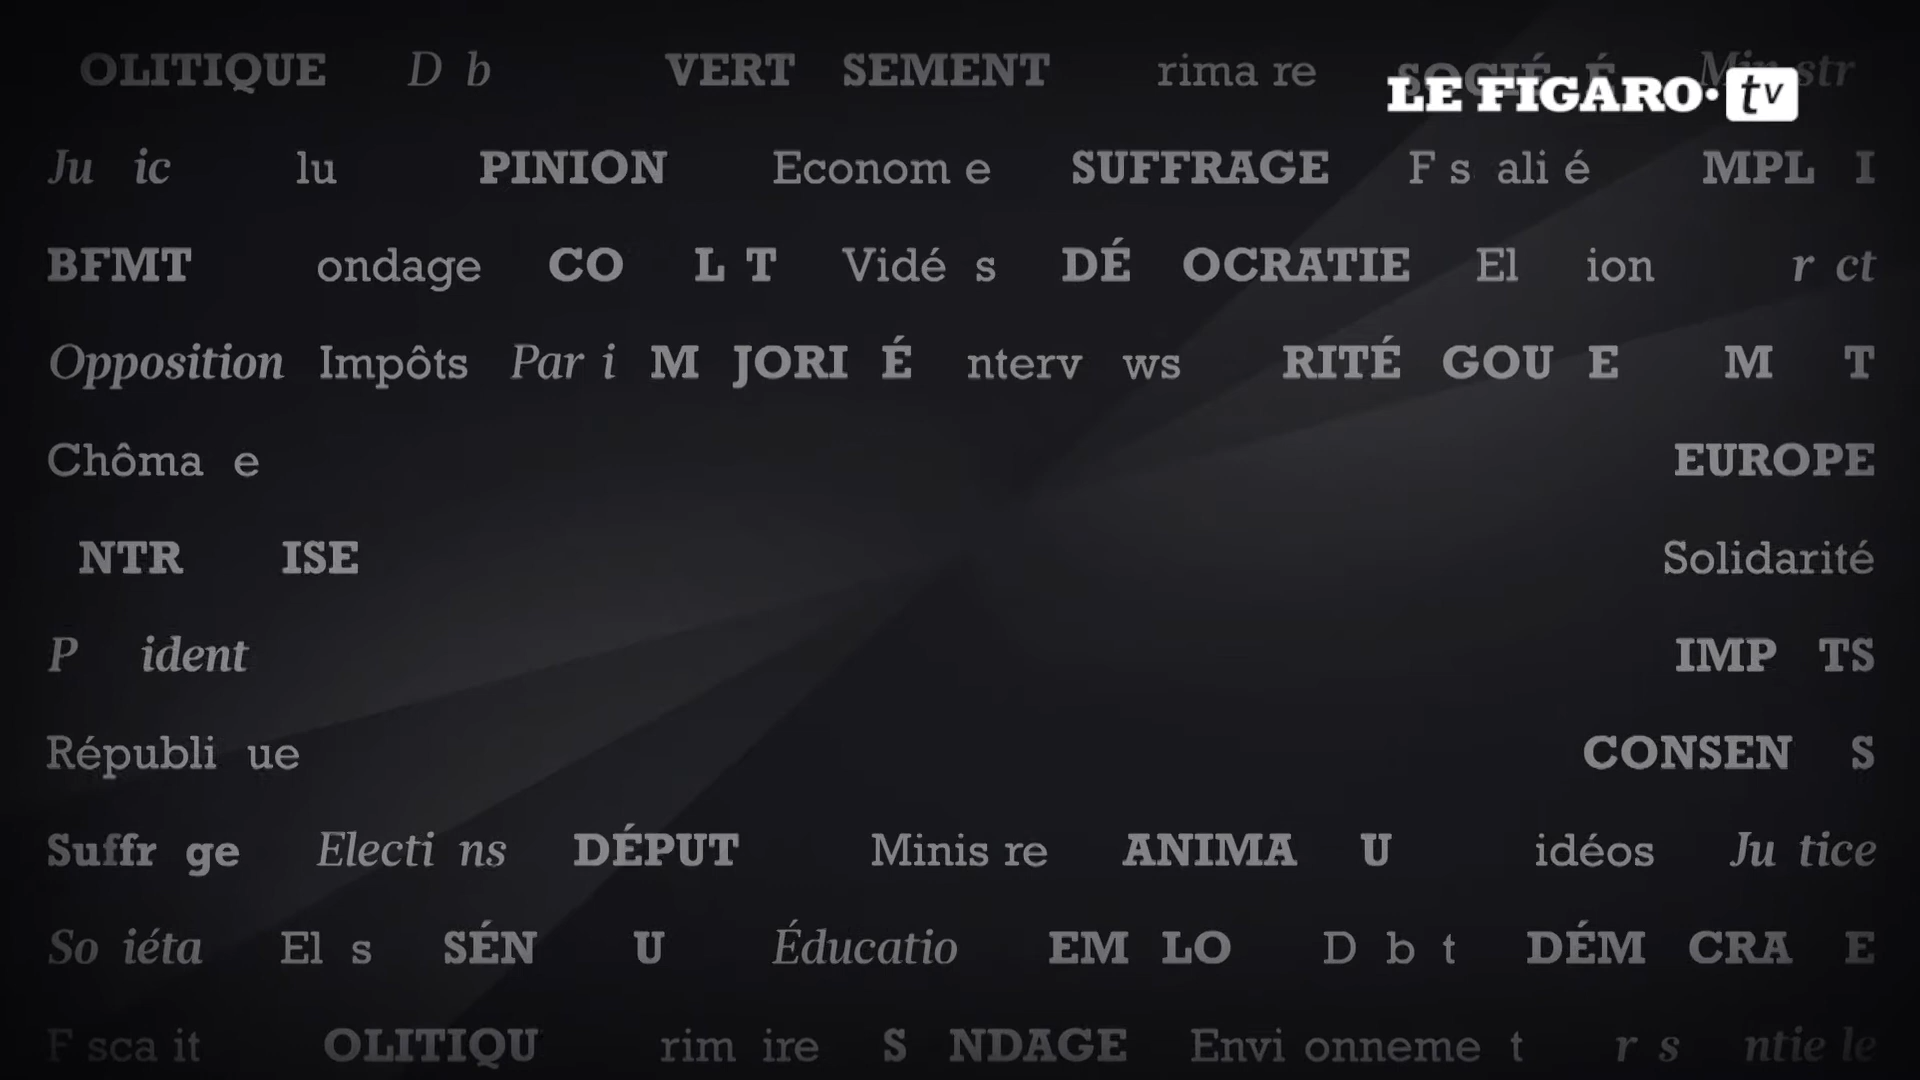 OLITIQUE D b VERT SEMENT rima re SOCIÉ É Min str
LE FIGARO·tv
Ju ic lu PINION Econom e SUFFRAGE F s ali é MPL I
BFMT ondage CO L T Vidé s DÉ OCRATIE El ion r ct
Opposition Impôts Par i M JORI É nterv ws RITÉ GOU E M T
Chôma e EUROPE
NTR ISE Solidarité
P ident IMP TS
Républi ue CONSEN S
Suffr ge Electi ns DÉPUT Minis re ANIMA U idéos Ju tice
So iéta El s SÉN U Éducatio EM LO D b t DÉM CRA E
F sca it OLITIQU rim ire S NDAGE Envi onneme t r s ntie le